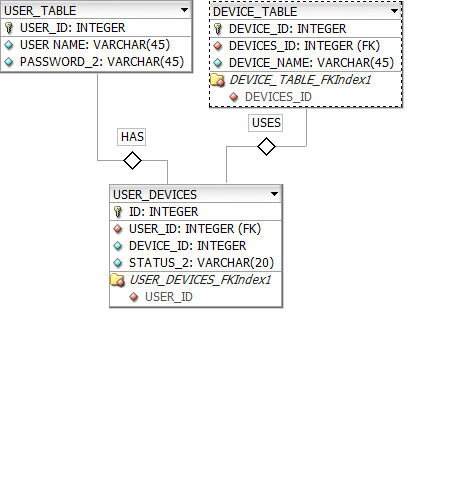 USER_TABLE
USER_ID: INTEGER
USER NAME: VARCHAR(45)
PASSWORD_2: VARCHAR(45)
DEVICE_TABLE
DEVICE_ID: INTEGER
DEVICES_ID: INTEGER (FK)
DEVICE_NAME: VARCHAR(45)
DEVICE_TABLE_FKIndex1
DEVICES_ID
HAS
USES
USER_DEVICES
ID: INTEGER
USER_ID: INTEGER (FK)
DEVICE_ID: INTEGER
STATUS_2: VARCHAR(20)
USER_DEVICES_FKIndex1
USER_ID